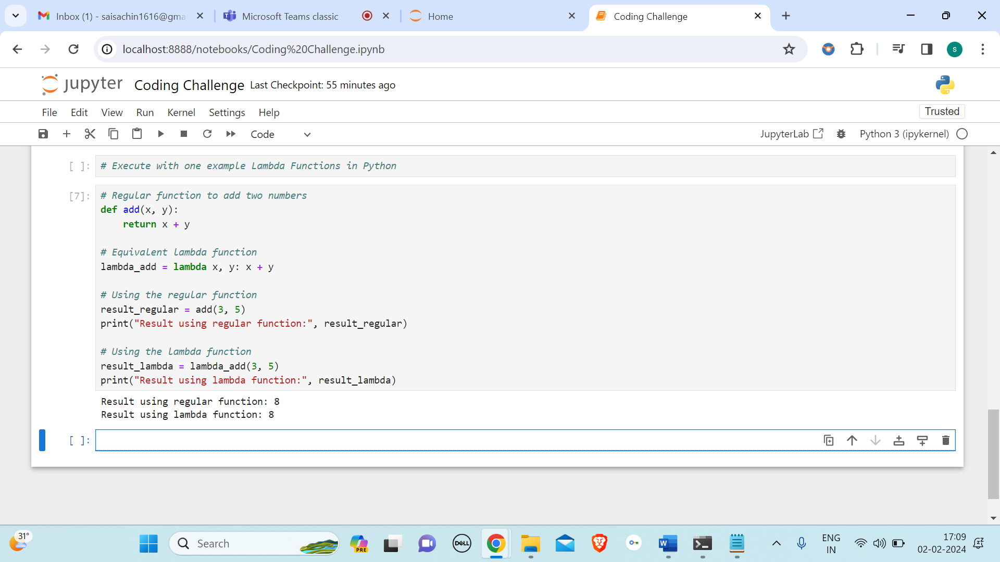 Inbox (1) - saisachin1616@gma
Microsoft Teams classic
Home
Coding Challenge
localhost:8888/notebooks/Coding%20Challenge.ipynb
s
jupyter Coding Challenge Last Checkpoint: 55 minutes ago
File Edit View Run Kernel Settings Help
Trusted
Code
JupyterLab
Python 3 (ipykernel)
[ ]: # Execute with one example Lambda Functions in Python
[7]: # Regular function to add two numbers
def add(x, y):
    return x + y
# Equivalent lambda function
lambda_add = lambda x, y: x + y
# Using the regular function
result_regular = add(3, 5)
print("Result using regular function:", result_regular)
# Using the lambda function
result_lambda = lambda_add(3, 5)
print("Result using lambda function:", result_lambda)
Result using regular function: 8
Result using lambda function: 8
[ ]:
31°
Search
PRE
DELL
W
ENG
IN
17:09
02-02-2024